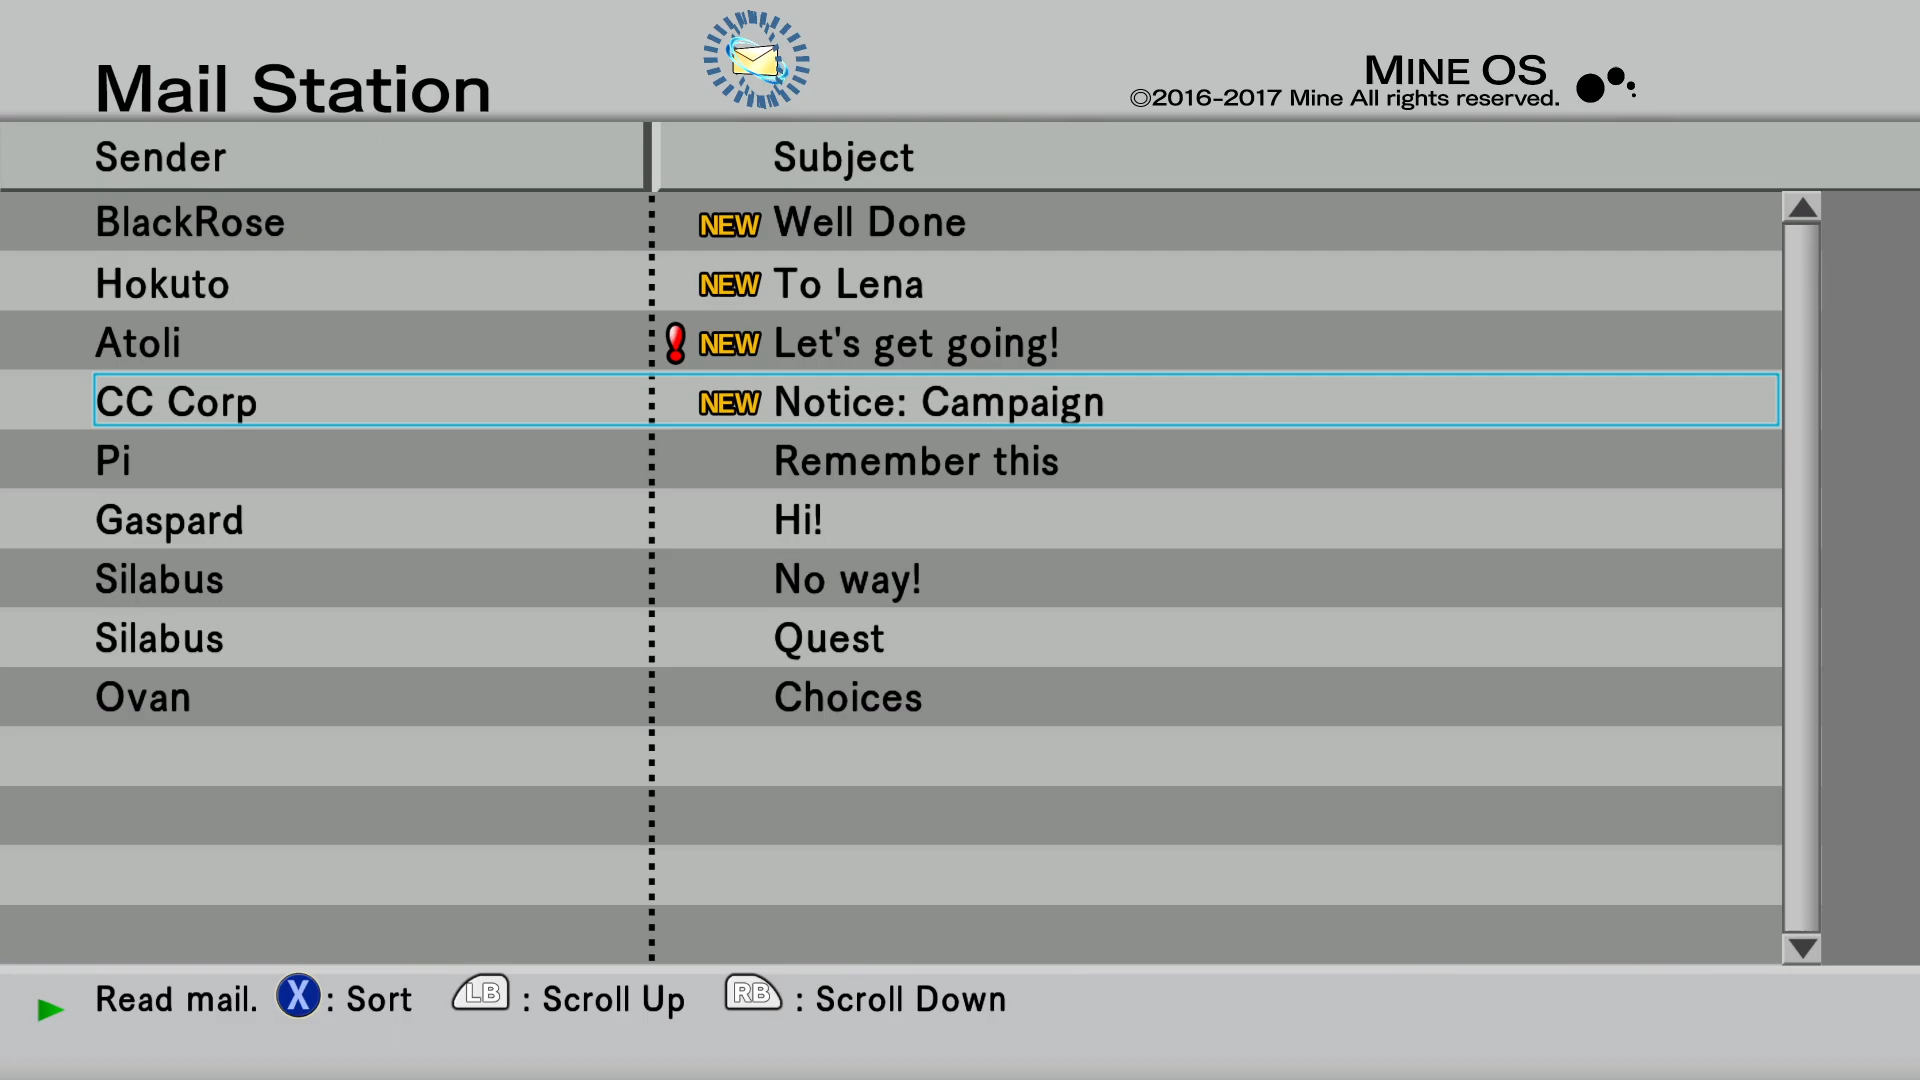 Mail Station
MINE OS
©2016-2017 Mine All rights reserved.
Sender Subject
BlackRose NEW Well Done
Hokuto NEW To Lena
Atoli NEW Let's get going!
CC Corp NEW Notice: Campaign
Pi Remember this
Gaspard Hi!
Silabus No way!
Silabus Quest
Ovan Choices
Read mail. X : Sort LB : Scroll Up RB : Scroll Down